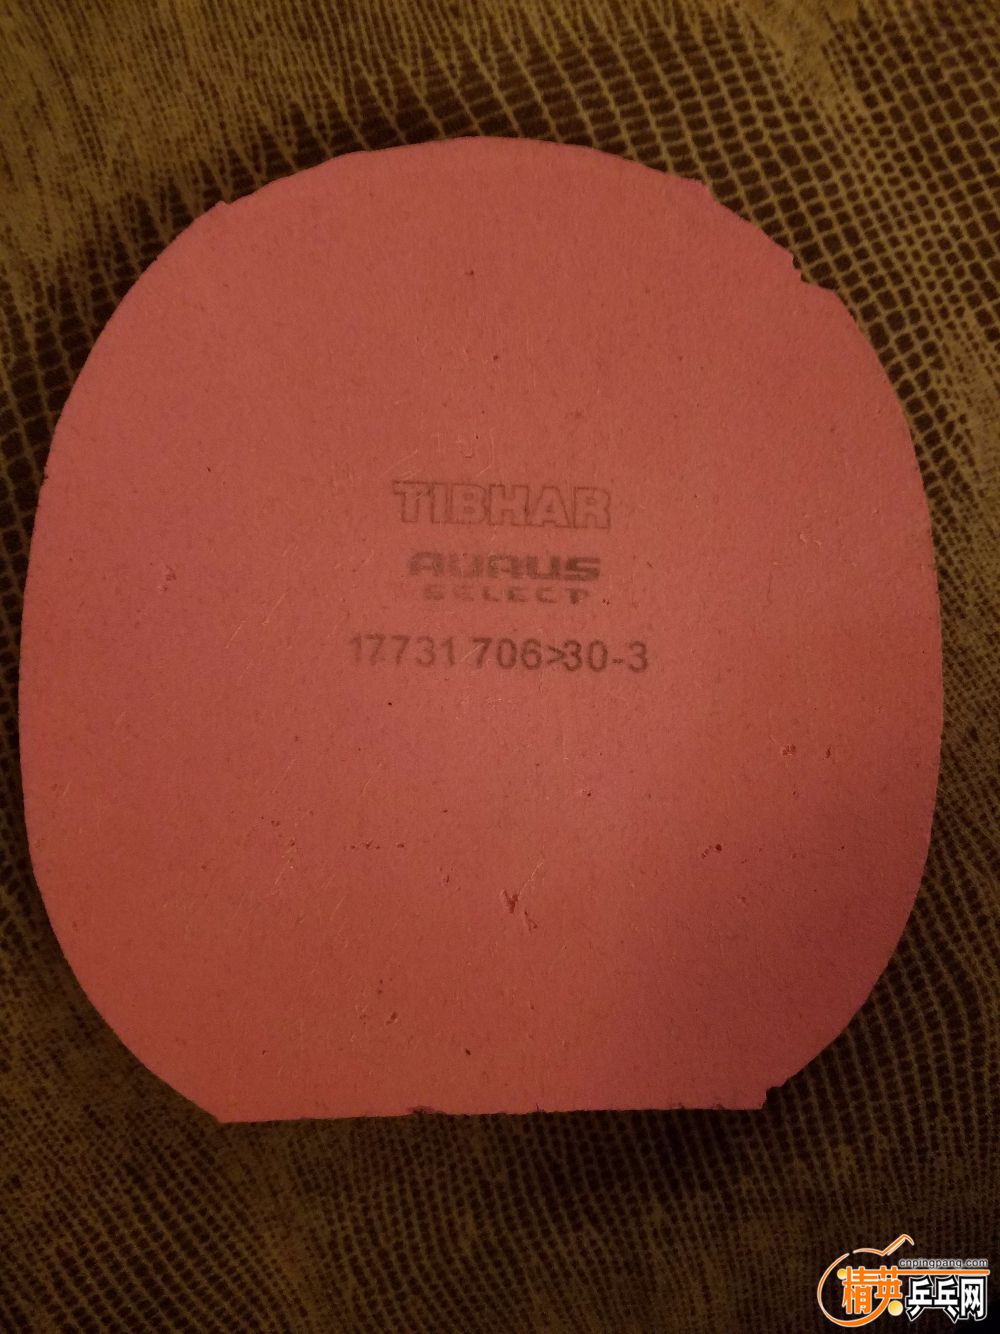 TIBHAR
AURUS
SELECT
17731 706>30-3
cnpingpang.com
精英乒乓网